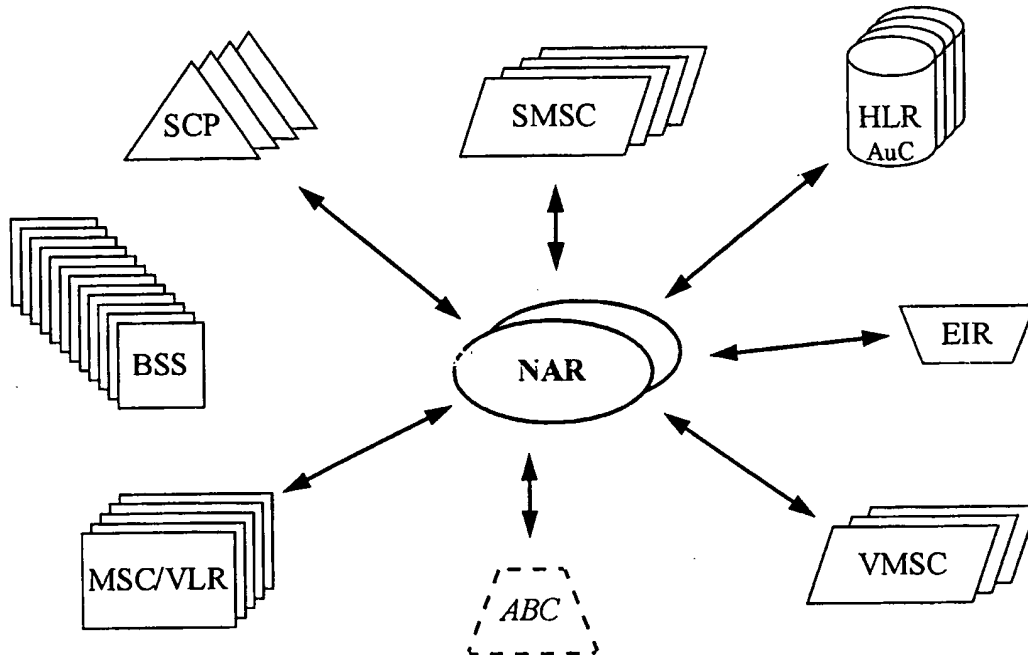 SCP
SMSC
HLR
AuC
BSS
NAR
EIR
MSC/VLR
ABC
VMSC